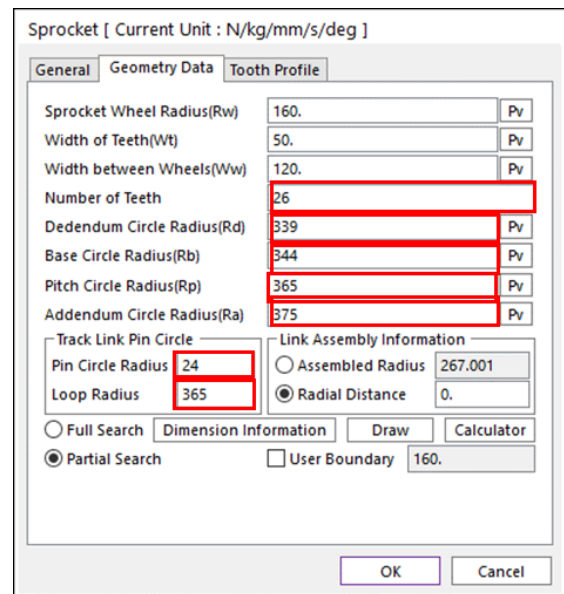 Sprocket [ Current Unit : N/kg/mm/s/deg ]
General Geometry Data Tooth Profile
Sprocket Wheel Radius(Rw) 160. Pv
Width of Teeth(Wt) 50. Pv
Width between Wheels(Ww) 120. Pv
Number of Teeth 26
Dedendum Circle Radius(Rd) 339 Pv
Base Circle Radius(Rb) 344 Pv
Pitch Circle Radius(Rp) 365 Pv
Addendum Circle Radius(Ra) 375 Pv
Track Link Pin Circle Link Assembly Information
Pin Circle Radius 24 Assembled Radius 267.001
Loop Radius 365 Radial Distance 0.
Full Search Dimension Information Draw Calculator
Partial Search User Boundary 160.
OK Cancel